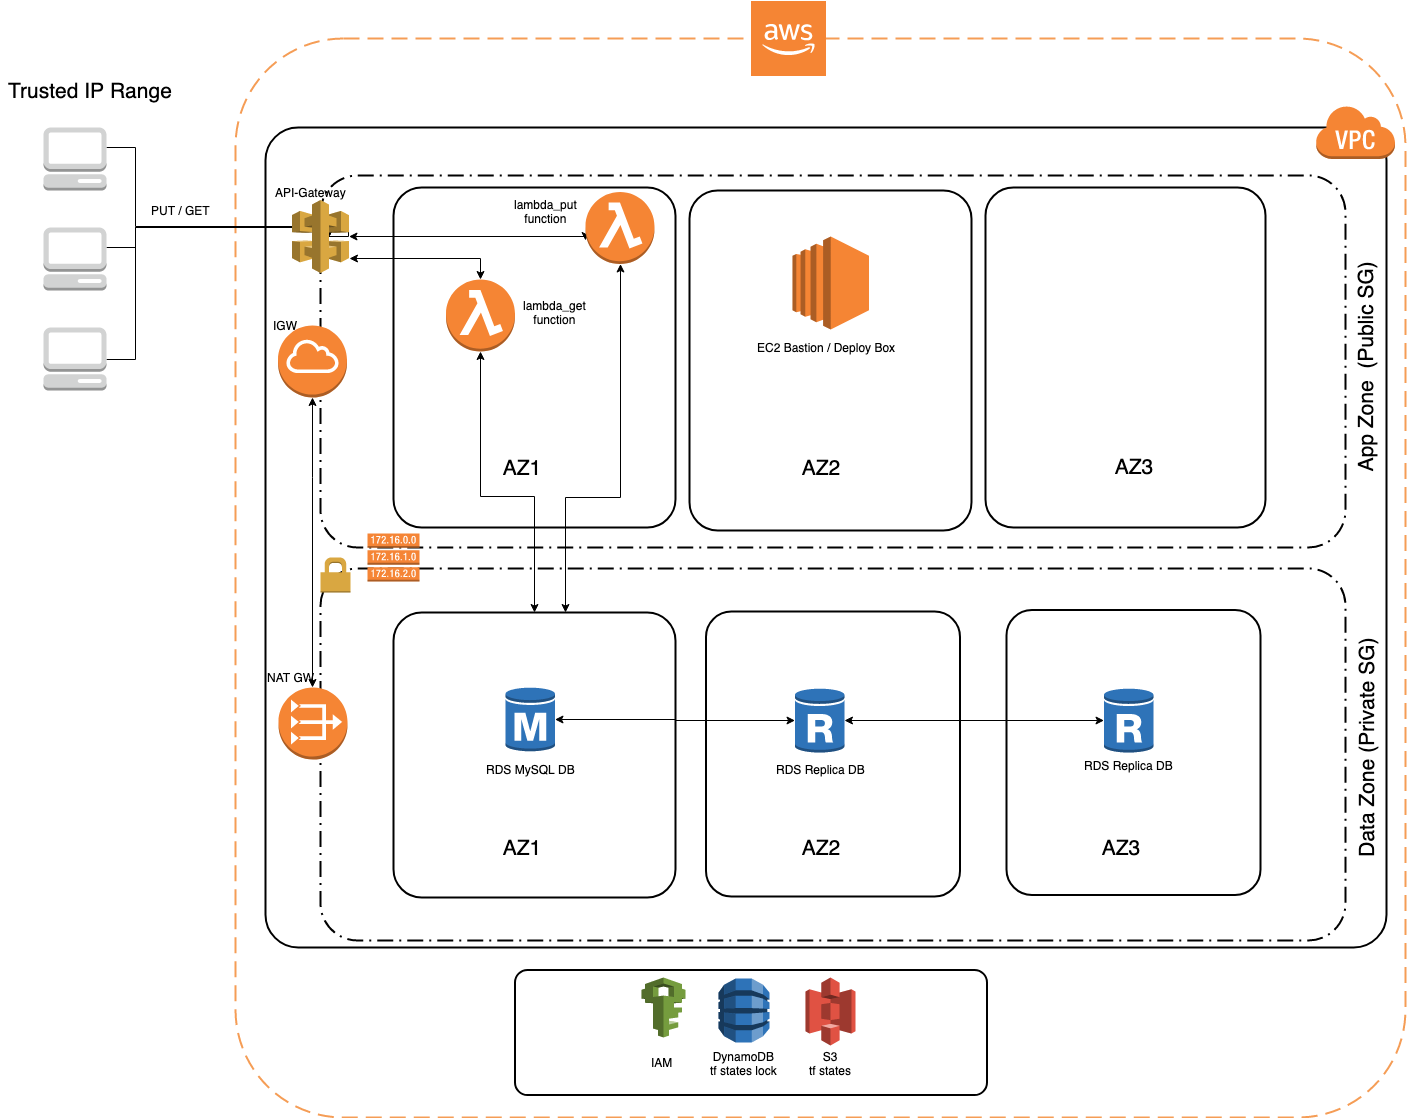 aws
Trusted IP Range
VPC
API-Gateway
PUT / GET
lambda_put
function
IGW
lambda_get
function
EC2 Bastion / Deploy Box
AZ1
AZ2
AZ3
App Zone  (Public SG)
172.16.0.0
172.16.1.0
172.16.2.0
NAT GW
M
R
R
RDS MySQL DB
RDS Replica DB
RDS Replica DB
AZ1
AZ2
AZ3
Data Zone (Private SG)
IAM
DynamoDB
tf states lock
S3
tf states